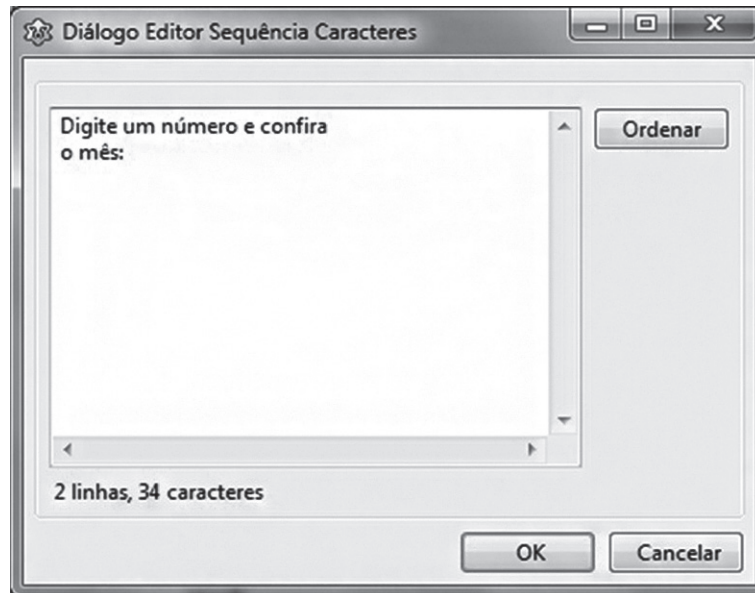 Diálogo Editor Sequência Caracteres
Digite um número e confira
o mês:
Ordenar
2 linhas, 34 caracteres
OK
Cancelar